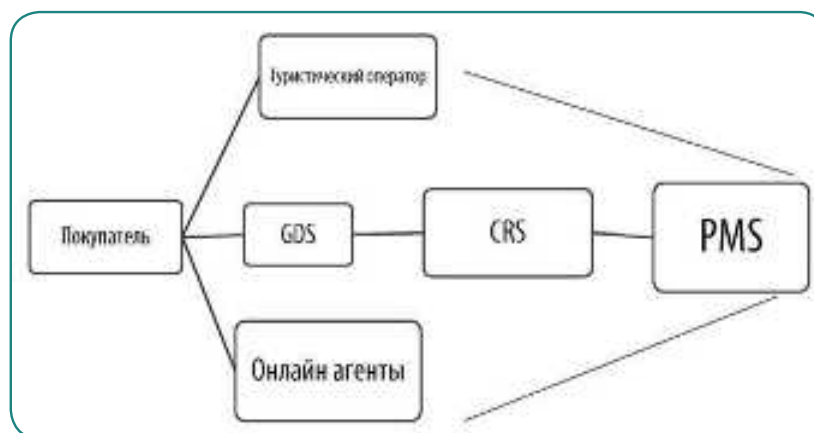 Туристический оператор
Покупатель
GDS
CRS
PMS
Онлайн агенты